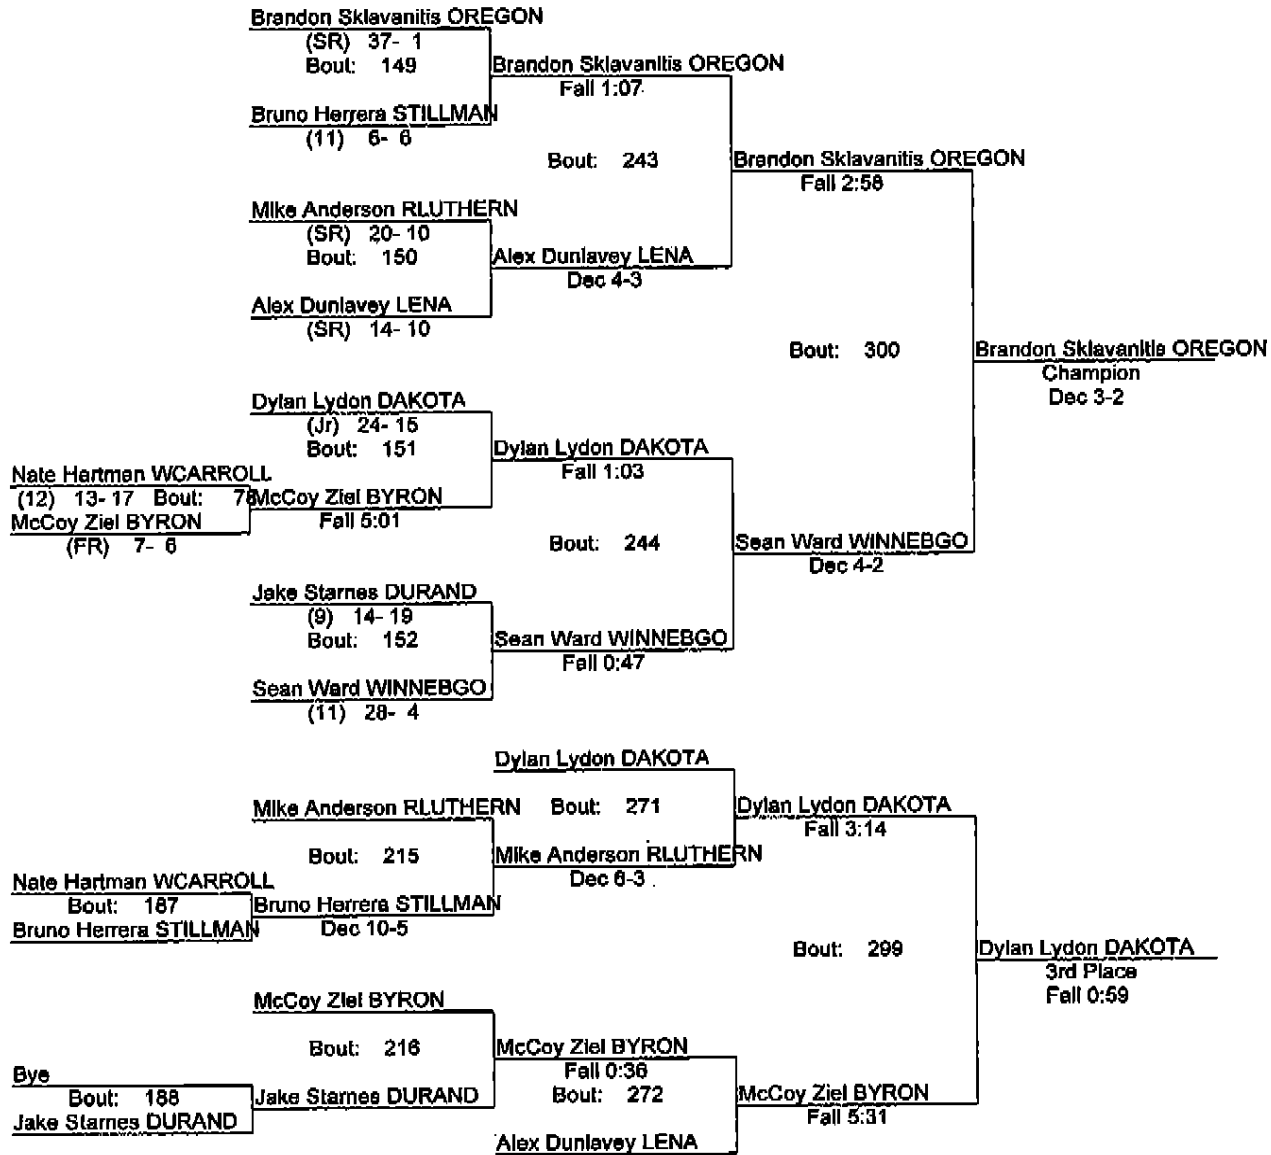 Brandon Sklavanitis OREGON
(SR) 37- 1
Bout: 149
Brandon Sklavanitis OREGON
Fall 1:07
Bruno Herrera STILLMAN
(11) 6- 6
Bout: 243
Brandon Sklavanitis OREGON
Fall 2:58
Mike Anderson RLUTHERN
(SR) 20- 10
Bout: 150
Alex Dunlavey LENA
Dec 4-3
Alex Dunlavey LENA
(SR) 14- 10
Bout: 300
Brandon Sklavanitis OREGON
Champion
Dec 3-2
Dylan Lydon DAKOTA
(Jr) 24- 15
Bout: 151
Dylan Lydon DAKOTA
Fall 1:03
Nate Hartman WCARROLL
(12) 13- 17 Bout: 78
McCoy Ziel BYRON
Fall 5:01
McCoy Ziel BYRON
(FR) 7- 6
Bout: 244
Sean Ward WINNEBGO
Dec 4-2
Jake Starnes DURAND
(9) 14- 19
Bout: 152
Sean Ward WINNEBGO
Fall 0:47
Sean Ward WINNEBGO
(11) 28- 4
Dylan Lydon DAKOTA
Mike Anderson RLUTHERN
Bout: 271
Dylan Lydon DAKOTA
Fall 3:14
Bout: 215
Mike Anderson RLUTHERN
Dec 6-3
Nate Hartman WCARROLL
Bout: 187
Bruno Herrera STILLMAN
Dec 10-5
Bruno Herrera STILLMAN
Bout: 299
Dylan Lydon DAKOTA
3rd Place
Fall 0:59
McCoy Ziel BYRON
Bout: 216
McCoy Ziel BYRON
Fall 0:36
Bye
Bout: 188
Jake Starnes DURAND
Bout: 272
McCoy Ziel BYRON
Fall 5:31
Jake Starnes DURAND
Alex Dunlavey LENA